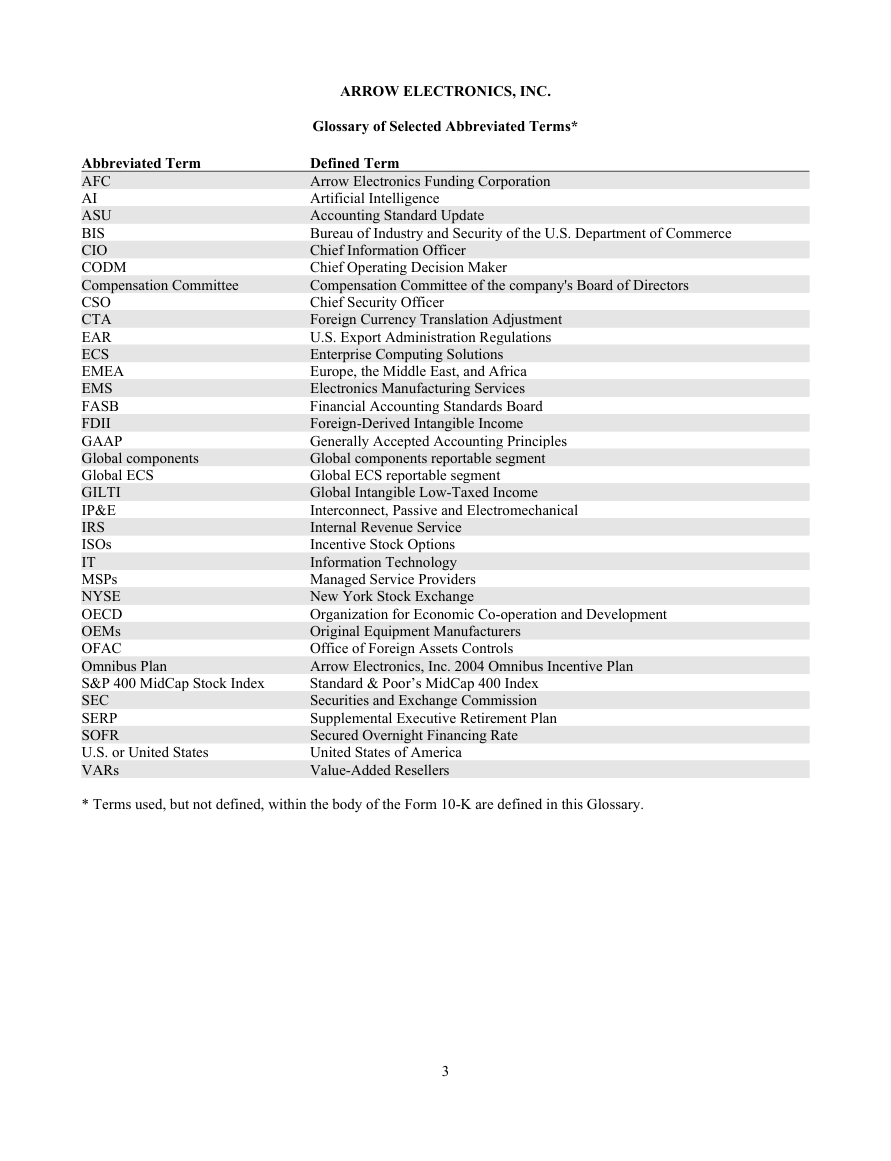 ARROW ELECTRONICS, INC.
Glossary of Selected Abbreviated Terms*
Abbreviated Term Defined Term
AFC Arrow Electronics Funding Corporation
AI Artificial Intelligence
ASU Accounting Standard Update
BIS Bureau of Industry and Security of the U.S. Department of Commerce
CIO Chief Information Officer
CODM Chief Operating Decision Maker
Compensation Committee Compensation Committee of the company's Board of Directors
CSO Chief Security Officer
CTA Foreign Currency Translation Adjustment
EAR U.S. Export Administration Regulations
ECS Enterprise Computing Solutions
EMEA Europe, the Middle East, and Africa
EMS Electronics Manufacturing Services
FASB Financial Accounting Standards Board
FDII Foreign-Derived Intangible Income
GAAP Generally Accepted Accounting Principles
Global components Global components reportable segment
Global ECS Global ECS reportable segment
GILTI Global Intangible Low-Taxed Income
IP&E Interconnect, Passive and Electromechanical
IRS Internal Revenue Service
ISOs Incentive Stock Options
IT Information Technology
MSPs Managed Service Providers
NYSE New York Stock Exchange
OECD Organization for Economic Co-operation and Development
OEMs Original Equipment Manufacturers
OFAC Office of Foreign Assets Controls
Omnibus Plan Arrow Electronics, Inc. 2004 Omnibus Incentive Plan
S&P 400 MidCap Stock Index Standard & Poor’s MidCap 400 Index
SEC Securities and Exchange Commission
SERP Supplemental Executive Retirement Plan
SOFR Secured Overnight Financing Rate
U.S. or United States United States of America
VARs Value-Added Resellers
* Terms used, but not defined, within the body of the Form 10-K are defined in this Glossary.
3